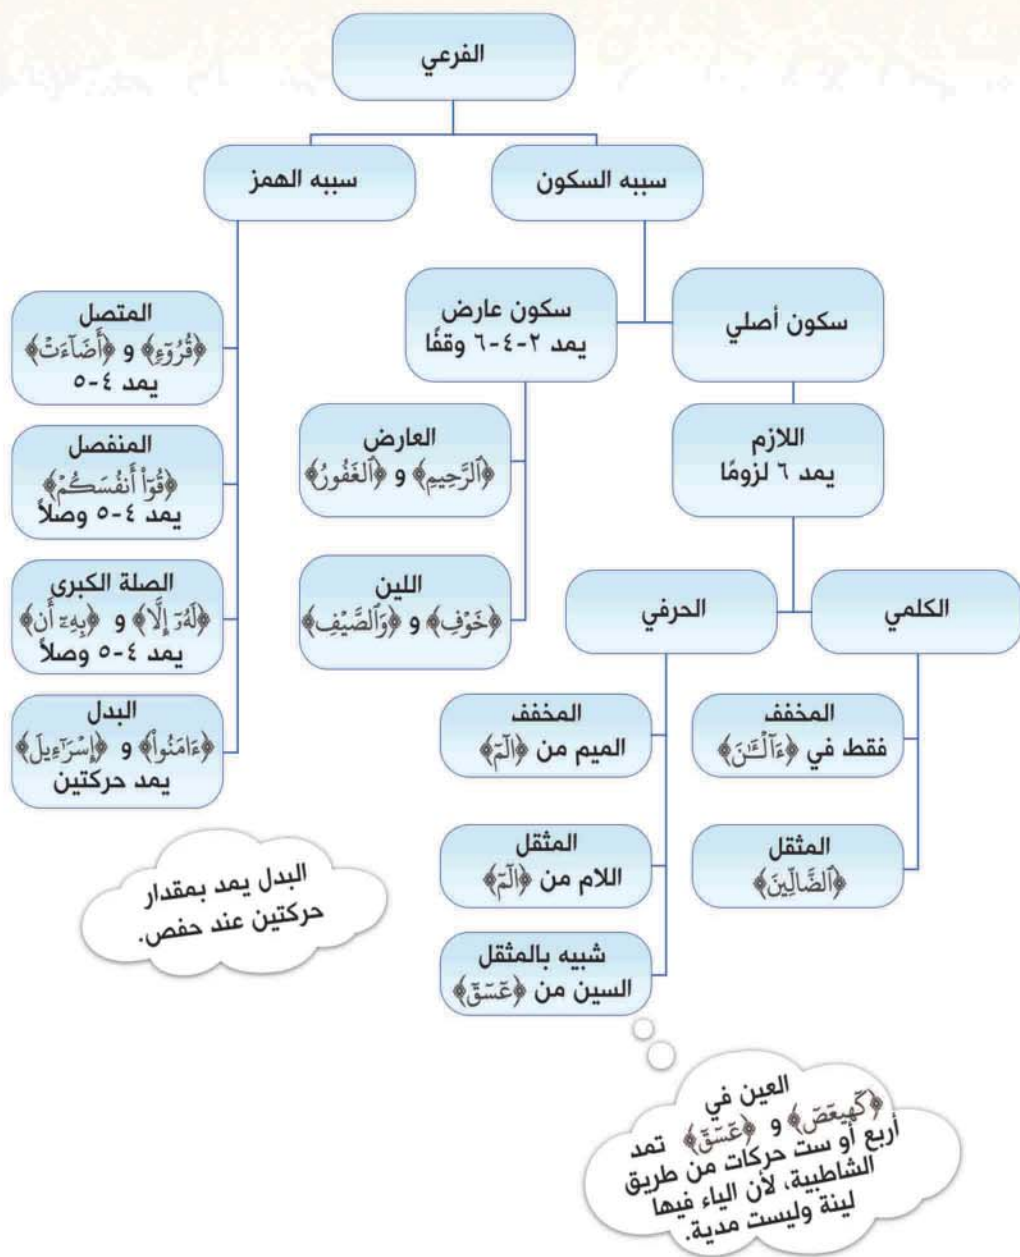 الفرعي
سببه السكون
سببه الهمز
سكون أصلي
سكون عارض
يمد ٢-٤-٦ وقفًا
المتصل
﴿قُرُوٓءٍ﴾ و ﴿أَضَآءَتْ﴾
يمد ٤-٥
اللازم
يمد ٦ لزومًا
العارض
﴿ٱلرَّحِيمِ﴾ و ﴿ٱلْغَفُورُ﴾
المنفصل
﴿قُوٓا۟ أَنفُسَكُمْ﴾
يمد ٤-٥ وصلاً
اللين
﴿خَوْفٍ﴾ و ﴿وَٱلصَّيْفِ﴾
الصلة الكبرى
﴿لَهُۥٓ إِلَّا﴾ و ﴿بِهِۦٓ أَن﴾
يمد ٤-٥ وصلاً
الكلمي
الحرفي
البدل
﴿ءَامَنُوا۟﴾ و ﴿إِسْرَٰٓءِيلَ﴾
يمد حركتين
المخفف
فقط في ﴿ءَآلْـَٰٔنَ﴾
المخفف
الميم من ﴿الٓمٓ﴾
المثقل
﴿ٱلضَّآلِّينَ﴾
المثقل
اللام من ﴿الٓمٓ﴾
شبيه بالمثقل
السين من ﴿عٓسٓقٓ﴾
البدل يمد بمقدار
حركتين عند حفص.
العين في
﴿كٓهيعٓصٓ﴾ و ﴿عٓسٓقٓ﴾ تمد
أربع أو ست حركات من طريق
الشاطبية، لأن الياء فيها
لينة وليست مدية.